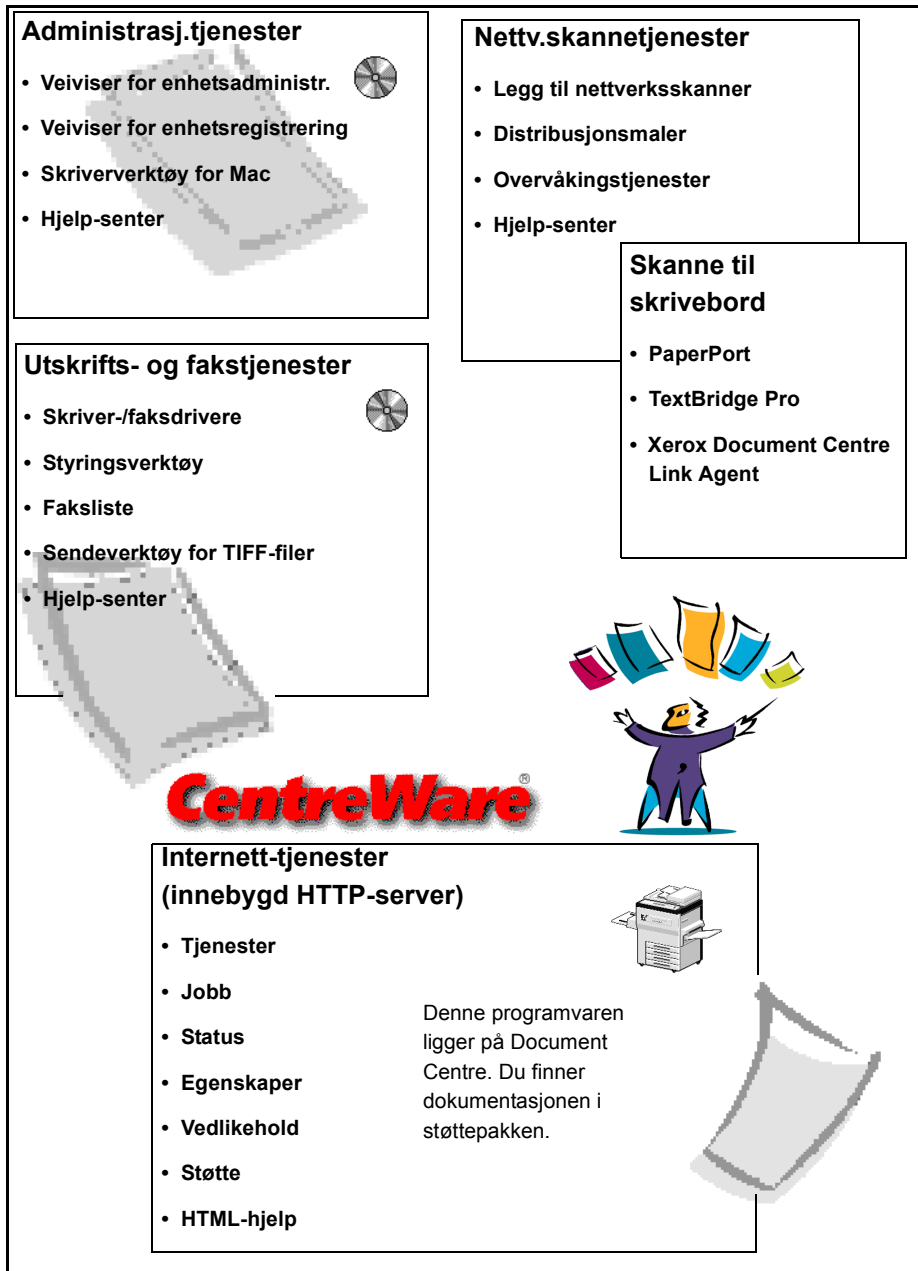 Administrasj.tjenester
• Veiviser for enhetsadministr.
• Veiviser for enhetsregistrering
• Skriververktøy for Mac
• Hjelp-senter
Nettv.skannetjenester
• Legg til nettverksskanner
• Distribusjonsmaler
• Overvåkingstjenester
• Hjelp-senter
Skanne til
skrivebord
• PaperPort
• TextBridge Pro
• Xerox Document Centre
Link Agent
Utskrifts- og fakstjenester
• Skriver-/faksdrivere
• Styringsverktøy
• Faksliste
• Sendeverktøy for TIFF-filer
• Hjelp-senter
CentreWare®
Internett-tjenester
(innebygd HTTP-server)
• Tjenester
• Jobb
• Status
• Egenskaper
• Vedlikehold
• Støtte
• HTML-hjelp
Denne programvaren
ligger på Document
Centre. Du finner
dokumentasjonen i
støttepakken.